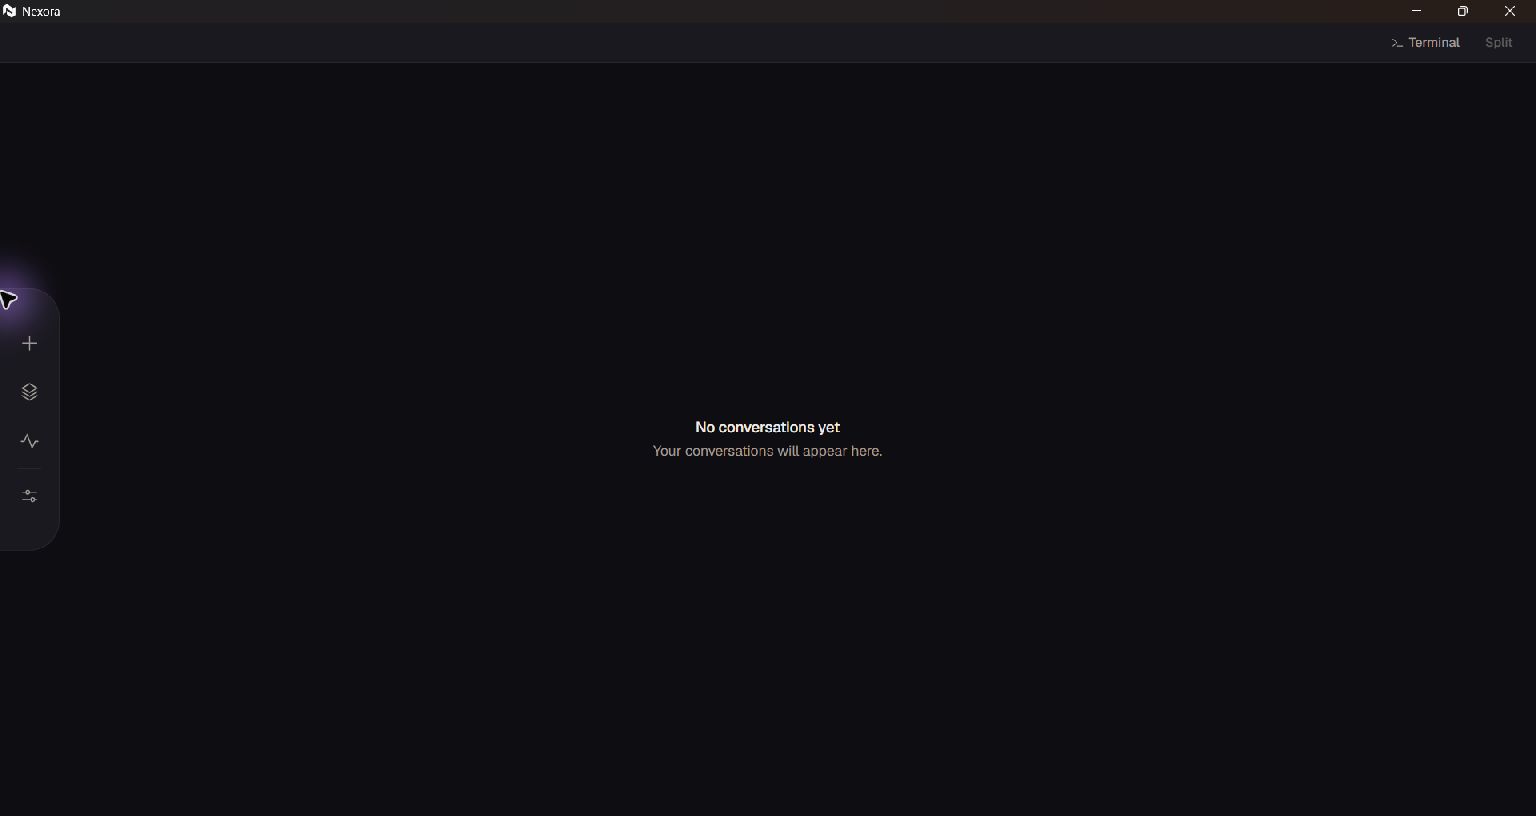 Nexora
Terminal Split
No conversations yet
Your conversations will appear here.